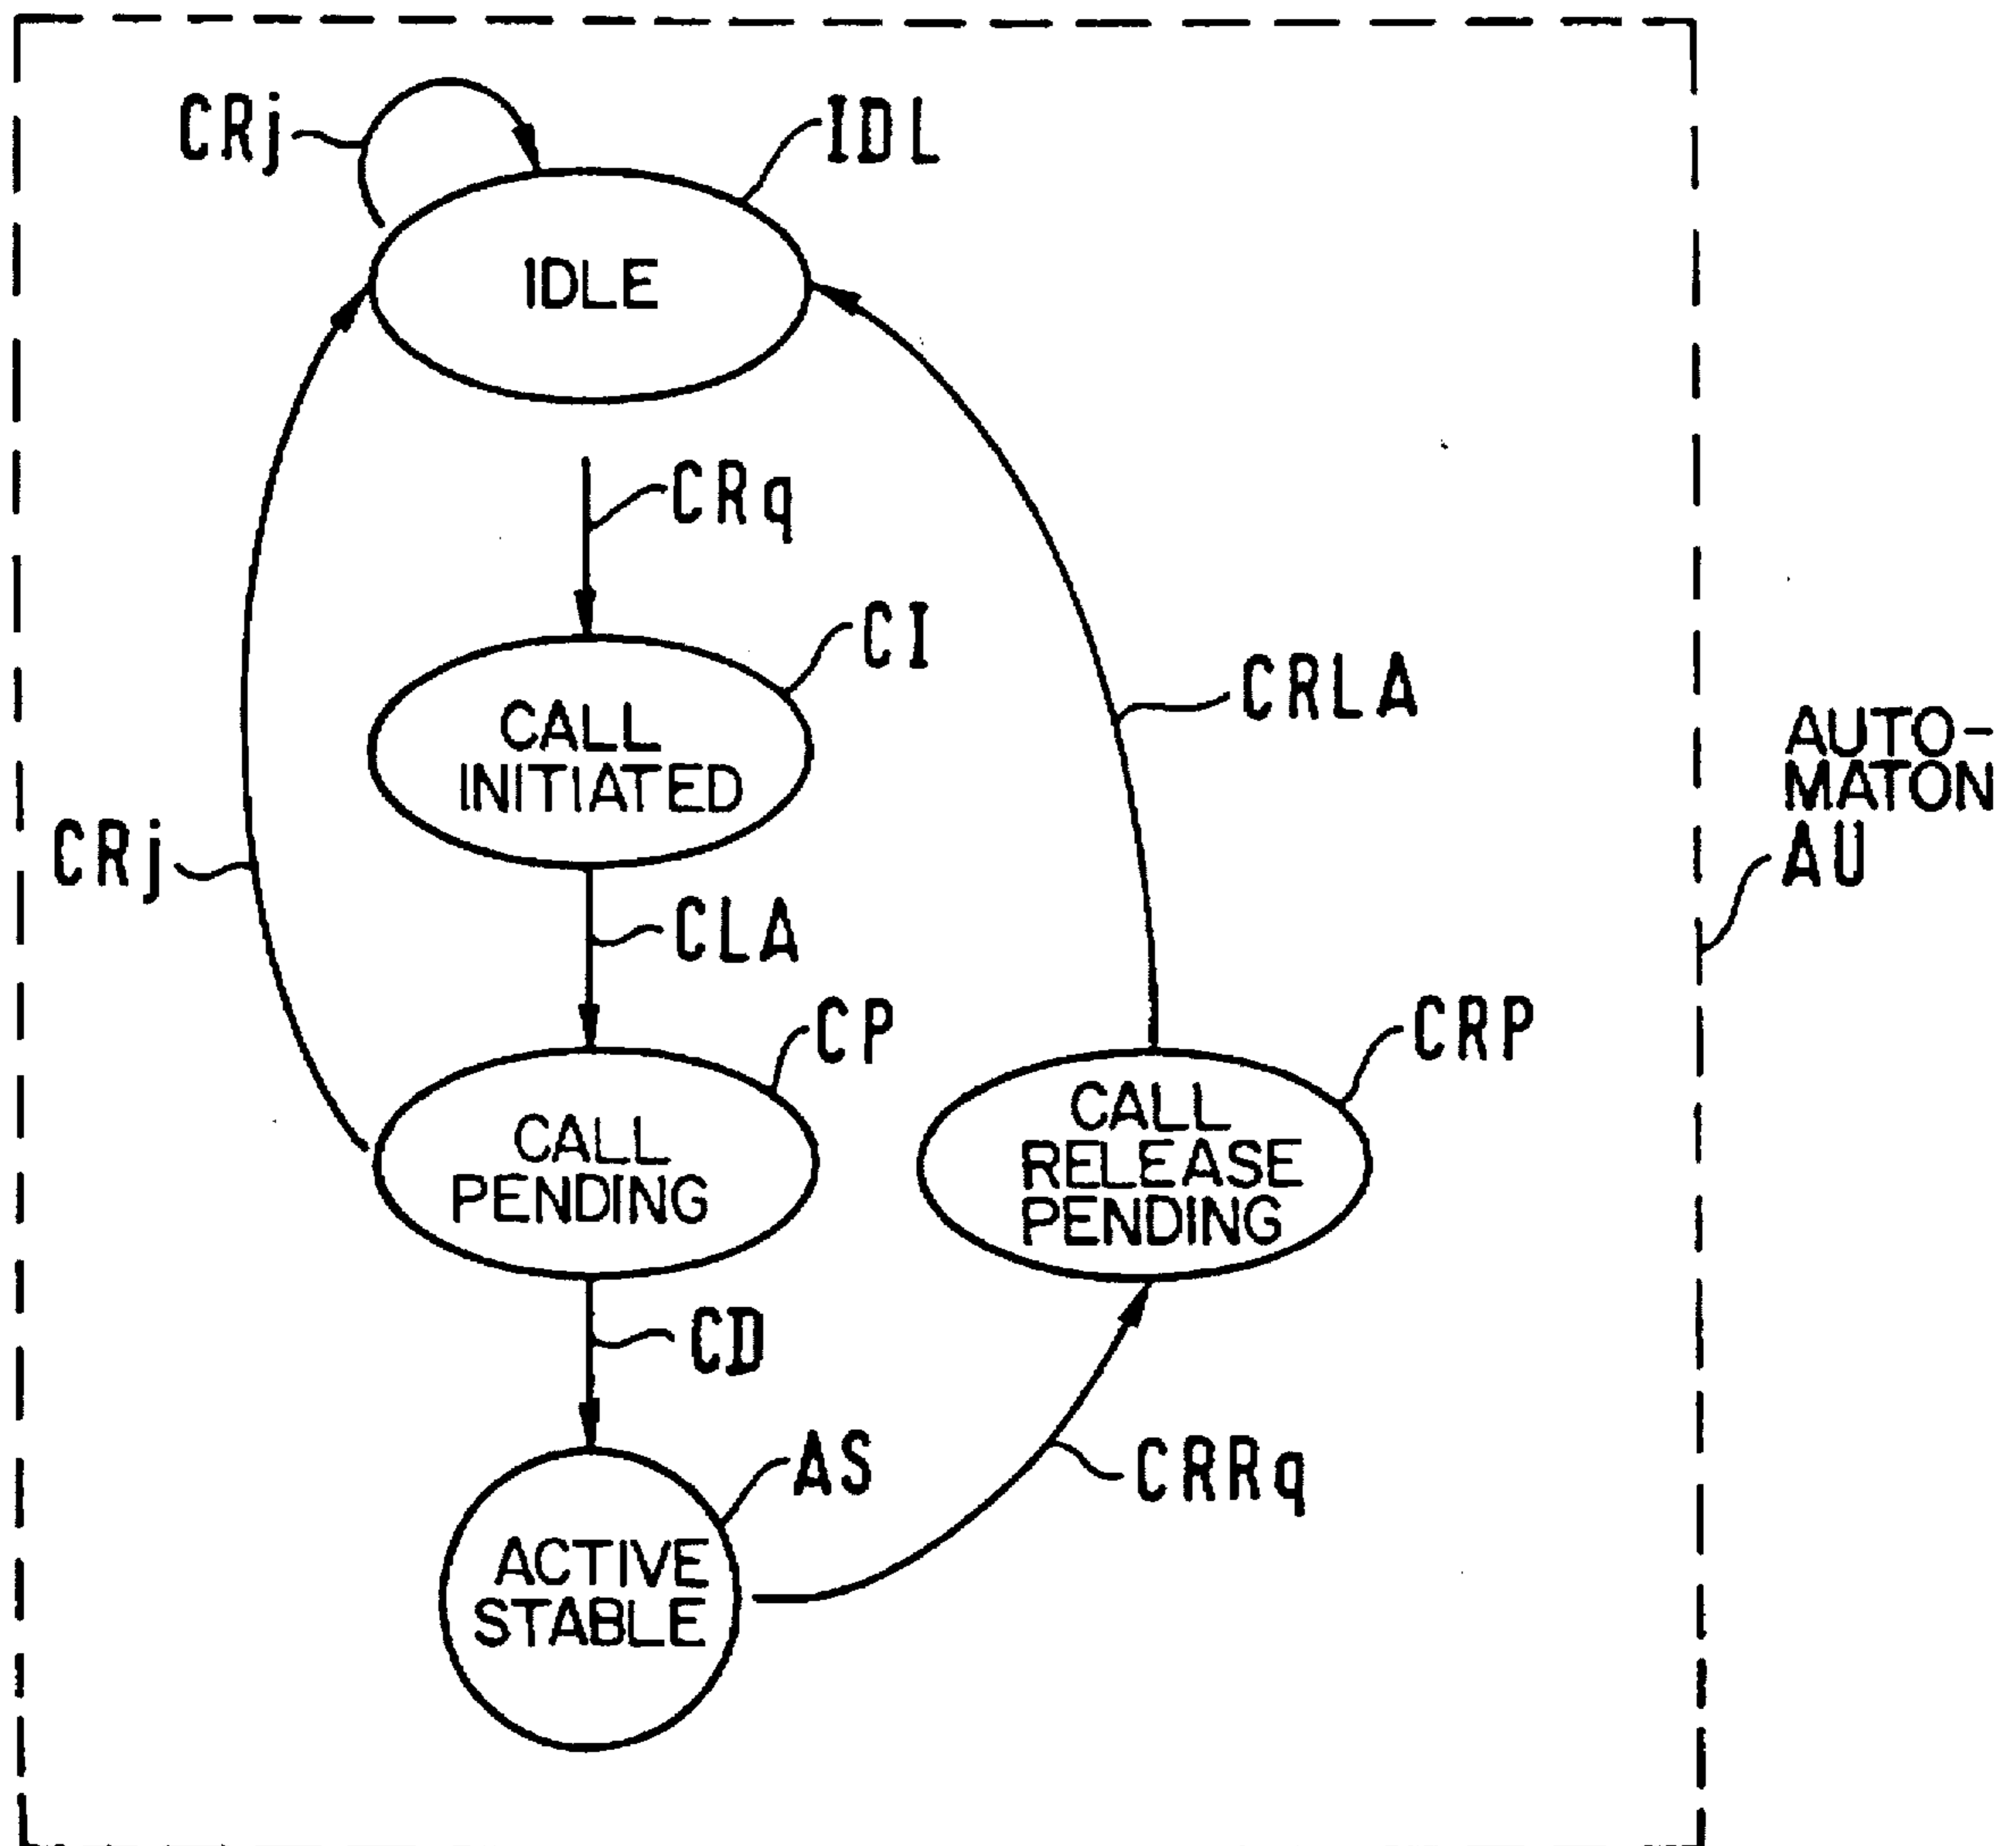 CRj
IDL
IDLE
CRq
CI
CALL
INITIATED
CRLA
AUTO-
MATON
AU
CRj
CLA
CP
CRP
CALL
PENDING
CALL
RELEASE
PENDING
CD
AS
CRRq
ACTIVE
STABLE